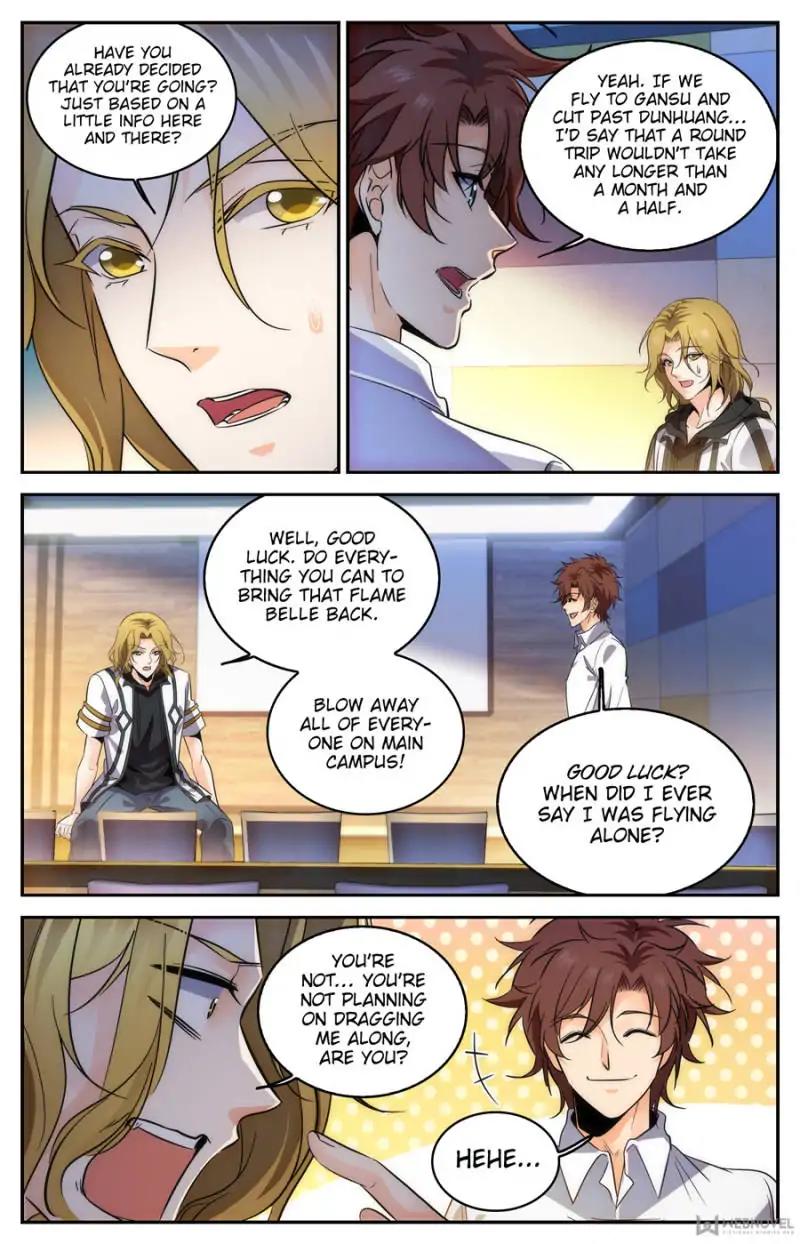 HAVE YOU
ALREADY DECIDED
THAT YOU'RE GOING?
JUST BASED ON A
LITTLE INFO HERE
AND THERE?
YEAH. IF WE
FLY TO GANSU AND
CUT PAST DUNHUANG...
I'D SAY THAT A ROUND
TRIP WOULDN'T TAKE
ANY LONGER THAN
A MONTH AND
A HALF.
WELL, GOOD
LUCK. DO EVERY-
THING YOU CAN TO
BRING THAT FLAME
BELLE BACK.
BLOW AWAY
ALL OF EVERY-
ONE ON MAIN
CAMPUS!
GOOD LUCK?
WHEN DID I EVER
SAY I WAS FLYING
ALONE?
YOU'RE
NOT... YOU'RE
NOT PLANNING
ON DRAGGING
ME ALONG,
ARE YOU?
HEHE...
WEBNOVEL